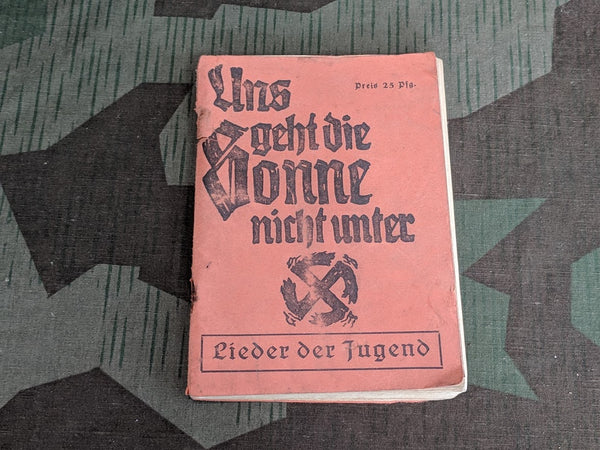 Uns
Preis 25 Pfg.
geht die
Sonne
nicht unter
Lieder der Jugend